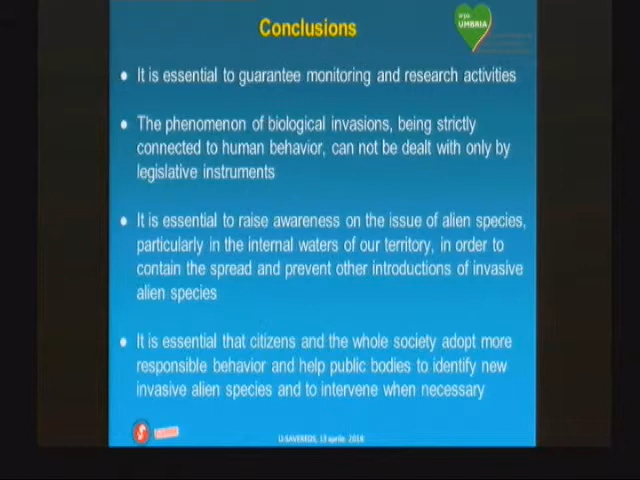 Conclusions
arpa
UMBRIA
It is essential to guarantee monitoring and research activities
The phenomenon of biological invasions, being strictly
connected to human behavior, can not be dealt with only by
legislative instruments
It is essential to raise awareness on the issue of alien species,
particularly in the internal waters of our territory, in order to
contain the spread and prevent other introductions of invasive
alien species
It is essential that citizens and the whole society adopt more
responsible behavior and help public bodies to identify new
invasive alien species and to intervene when necessary
13 aprile 2018